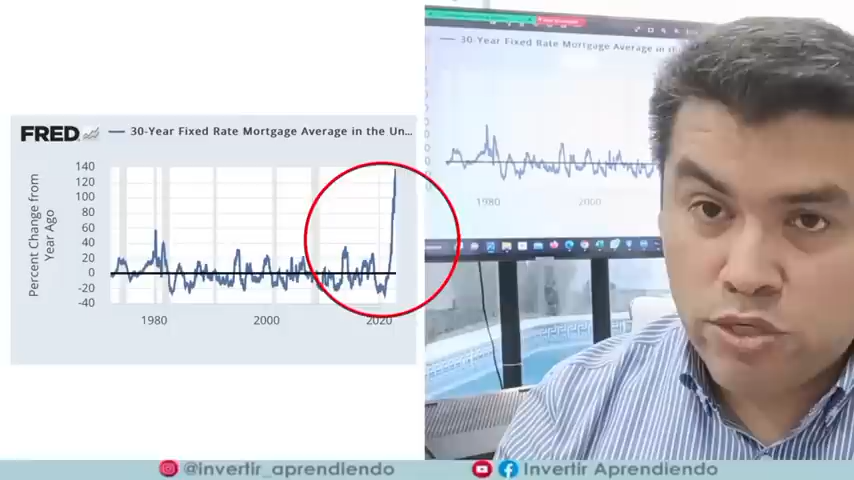 FRED
30-Year Fixed Rate Mortgage Average in the Un...
Percent Change from
Year Ago
140
120
100
80
60
40
20
0
-20
-40
1980
2000
2020
30-Year Fixed Rate Mortgage Average in the
1980
2000
@invertir_aprendiendo
Invertir Aprendiendo